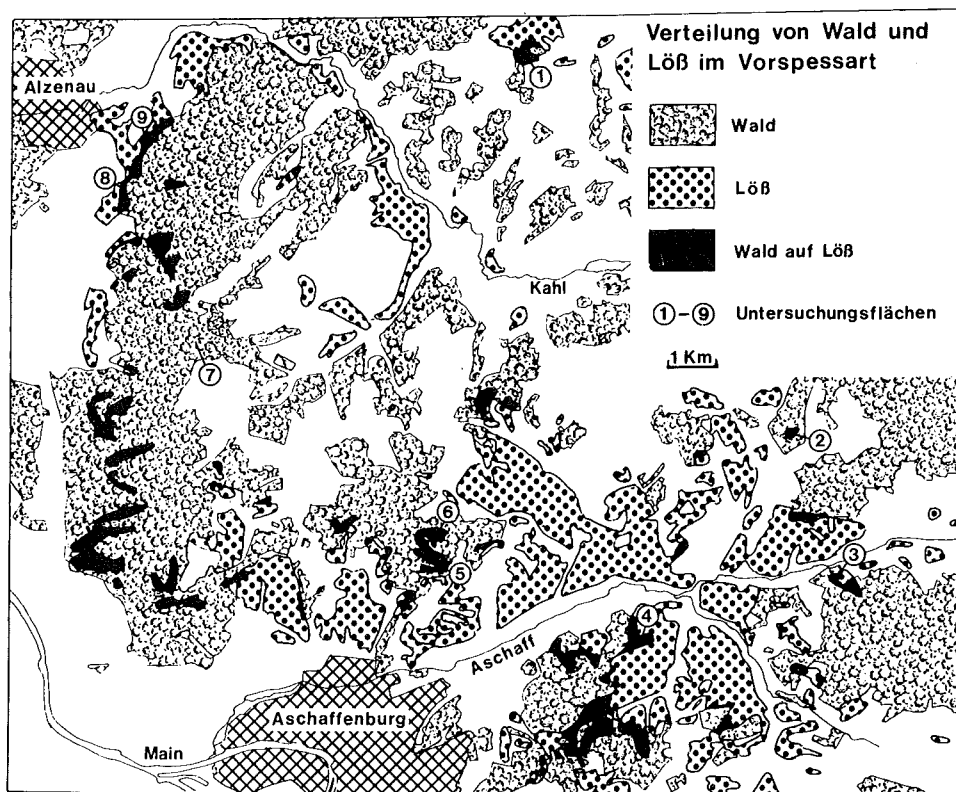 Verteilung von Wald und
Löß im Vorspessart
Wald
Löß
Wald auf Löß
①–⑨ Untersuchungsflächen
1 Km
Alzenau
①
⑨
⑧
Kahl
⑦
②
⑥
③
⑤
④
Aschaff
Aschaffenburg
Main